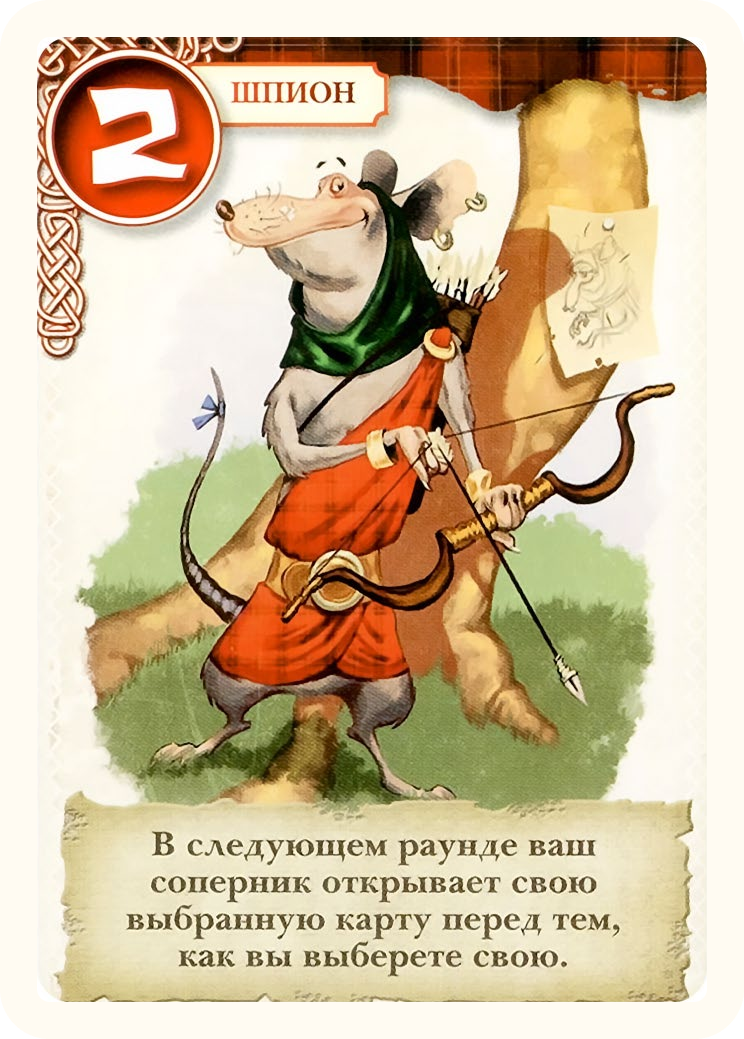 2
ШПИОН
В следующем раунде ваш
соперник открывает свою
выбранную карту перед тем,
как вы выберете свою.